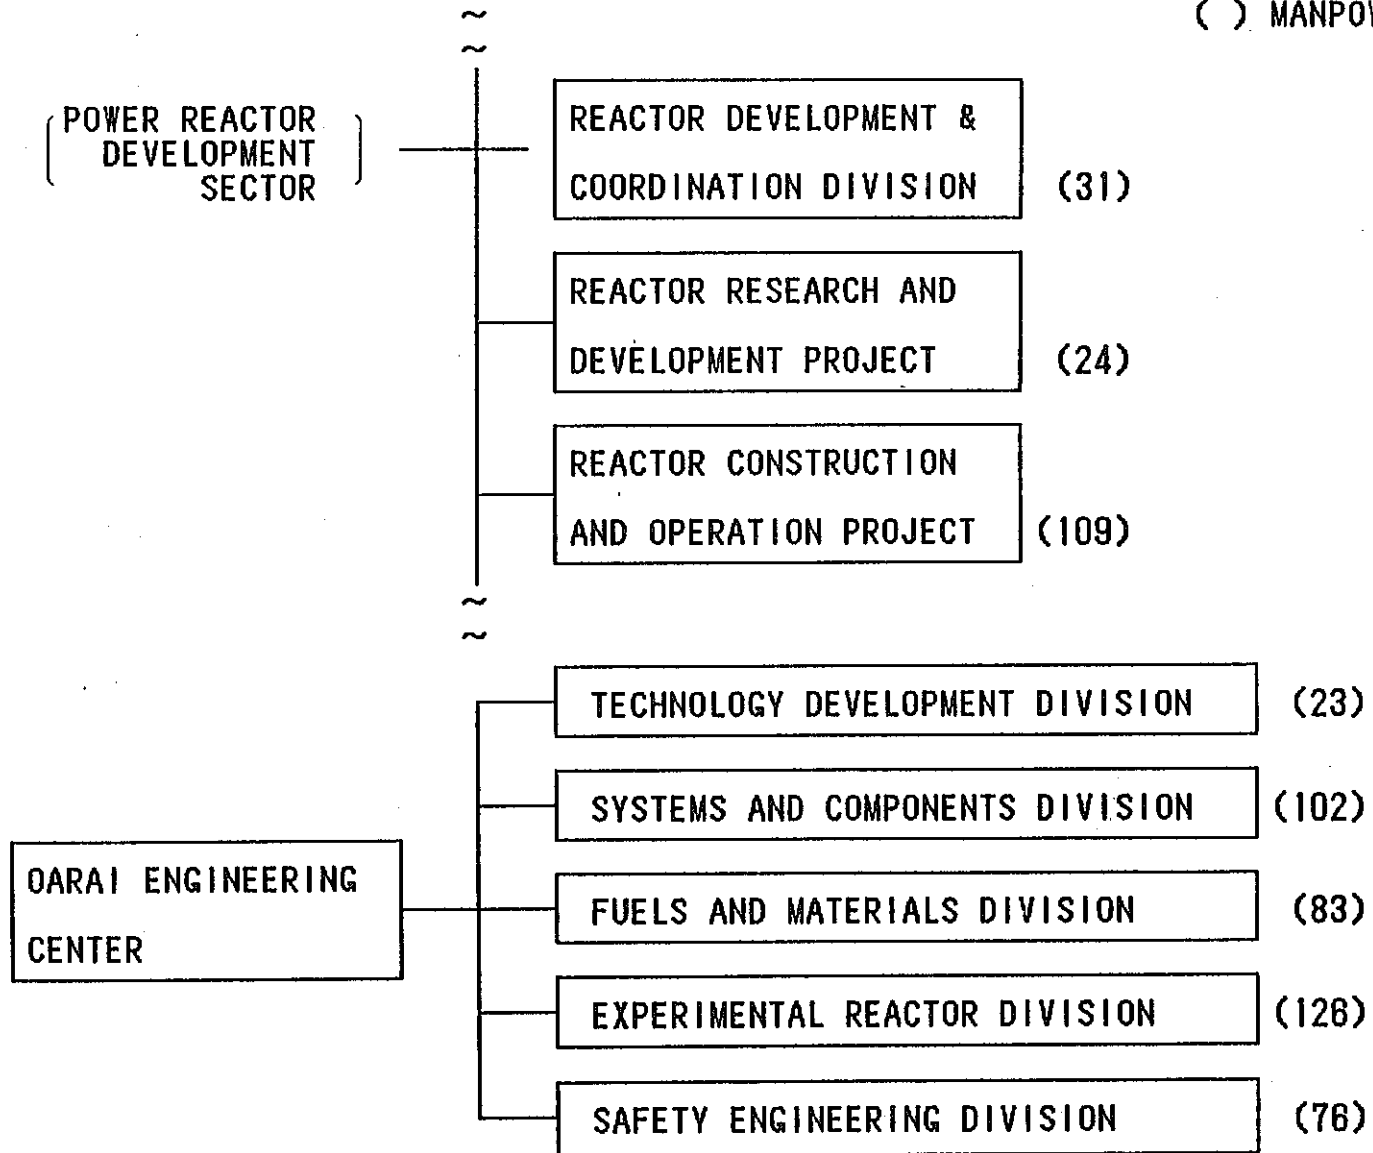 ( ) MANPOW
POWER REACTOR
DEVELOPMENT
SECTOR
REACTOR DEVELOPMENT &
COORDINATION DIVISION (31)
REACTOR RESEARCH AND
DEVELOPMENT PROJECT (24)
REACTOR CONSTRUCTION
AND OPERATION PROJECT (109)
TECHNOLOGY DEVELOPMENT DIVISION (23)
SYSTEMS AND COMPONENTS DIVISION (102)
OARAI ENGINEERING
CENTER
FUELS AND MATERIALS DIVISION (83)
EXPERIMENTAL REACTOR DIVISION (126)
SAFETY ENGINEERING DIVISION (76)